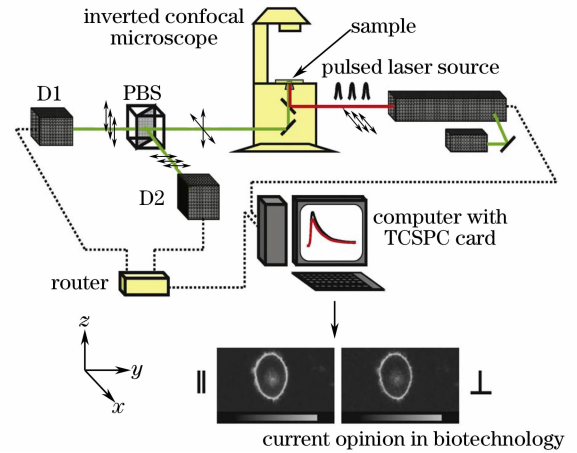 inverted confocal
microscope
sample
pulsed laser source
D1
PBS
D2
computer with
TCSPC card
router
z
y
x
∥
⊥
current opinion in biotechnology